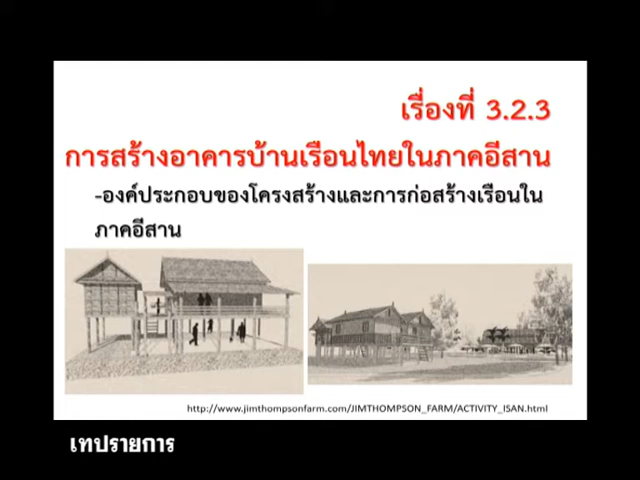 เรื่องที่ 3.2.3
การสร้างอาคารบ้านเรือนไทยในภาคอีสาน
-องค์ประกอบของโครงสร้างและการก่อสร้างเรือนใน
ภาคอีสาน
http://www.jimthompsonfarm.com/JIMTHOMPSON_FARM/ACTIVITY_ISAN.html
เทปรายการ